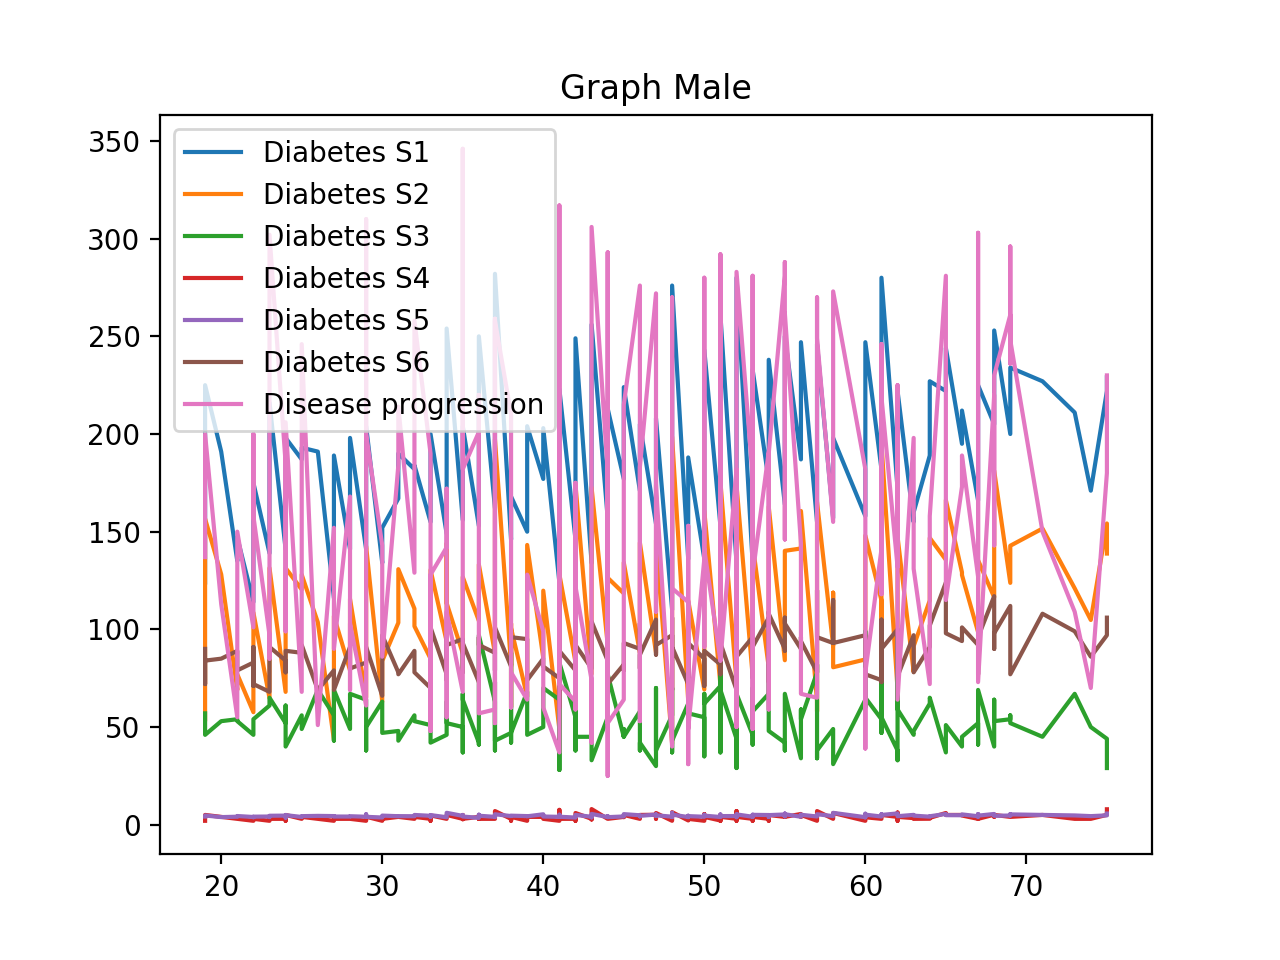 Graph Male
350
300
250
200
150
100
50
0
Diabetes S1
Diabetes S2
Diabetes S3
Diabetes S4
Diabetes S5
Diabetes S6
Disease progression
20 30 40 50 60 70